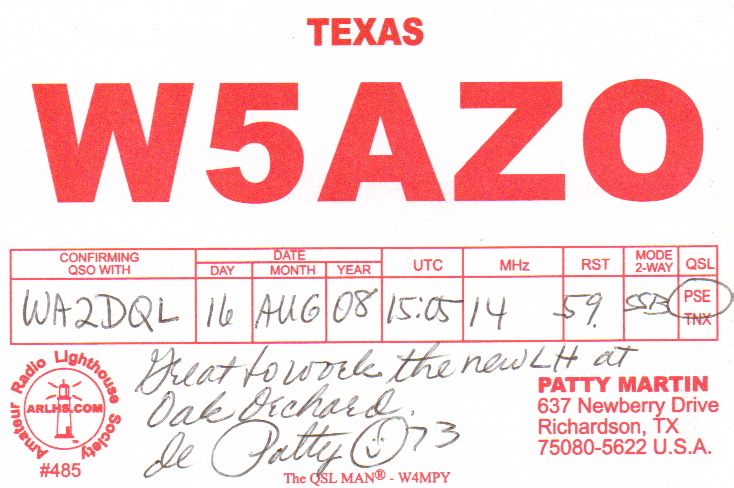 TEXAS
W5AZO
CONFIRMING QSO WITH DATE DAY MONTH YEAR UTC MHz RST MODE 2-WAY QSL
WA2DQL 16 AUG 08 15:05 14 59. SSB PSE TNX
Great to work the new LH at
Oak Orchard.
de Patty 73
Amateur Radio Lighthouse Society
ARLHS.COM
TM
#485
PATTY MARTIN
637 Newberry Drive
Richardson, TX
75080-5622 U.S.A.
The QSL MAN® - W4MPY